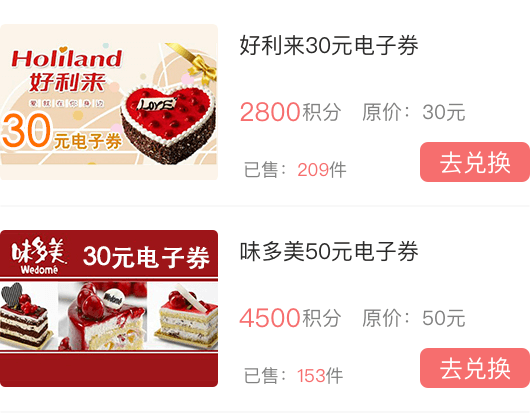 Holiland
好利来
爱就在你身边
LOVE
30元电子券
好利来30元电子券
2800积分 原价：30元
已售：209件
去兑换
味多美
Wedomé
30元电子券
Wedomé
味多美50元电子券
4500积分 原价：50元
已售：153件
去兑换